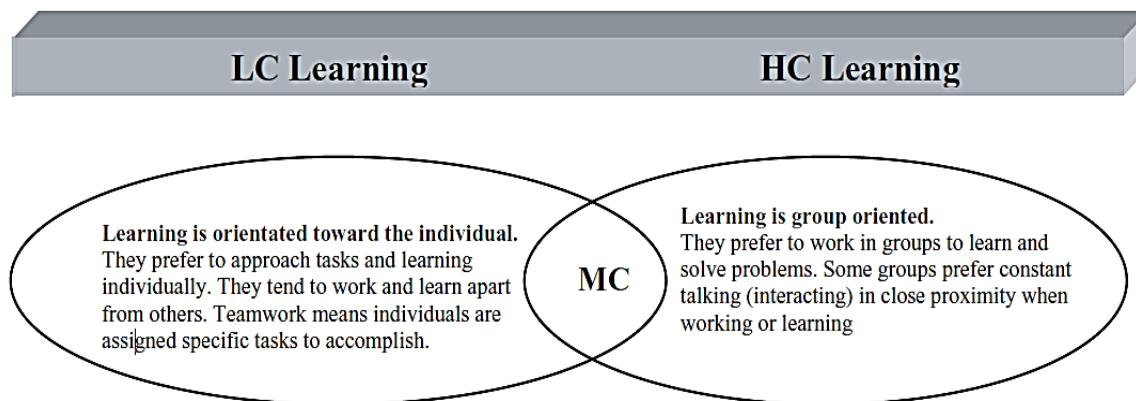 LC Learning
HC Learning
Learning is orientated toward the individual.
They prefer to approach tasks and learning
individually. They tend to work and learn apart
from others. Teamwork means individuals are
assigned specific tasks to accomplish.
MC
Learning is group oriented.
They prefer to work in groups to learn and
solve problems. Some groups prefer constant
talking (interacting) in close proximity when
working or learning